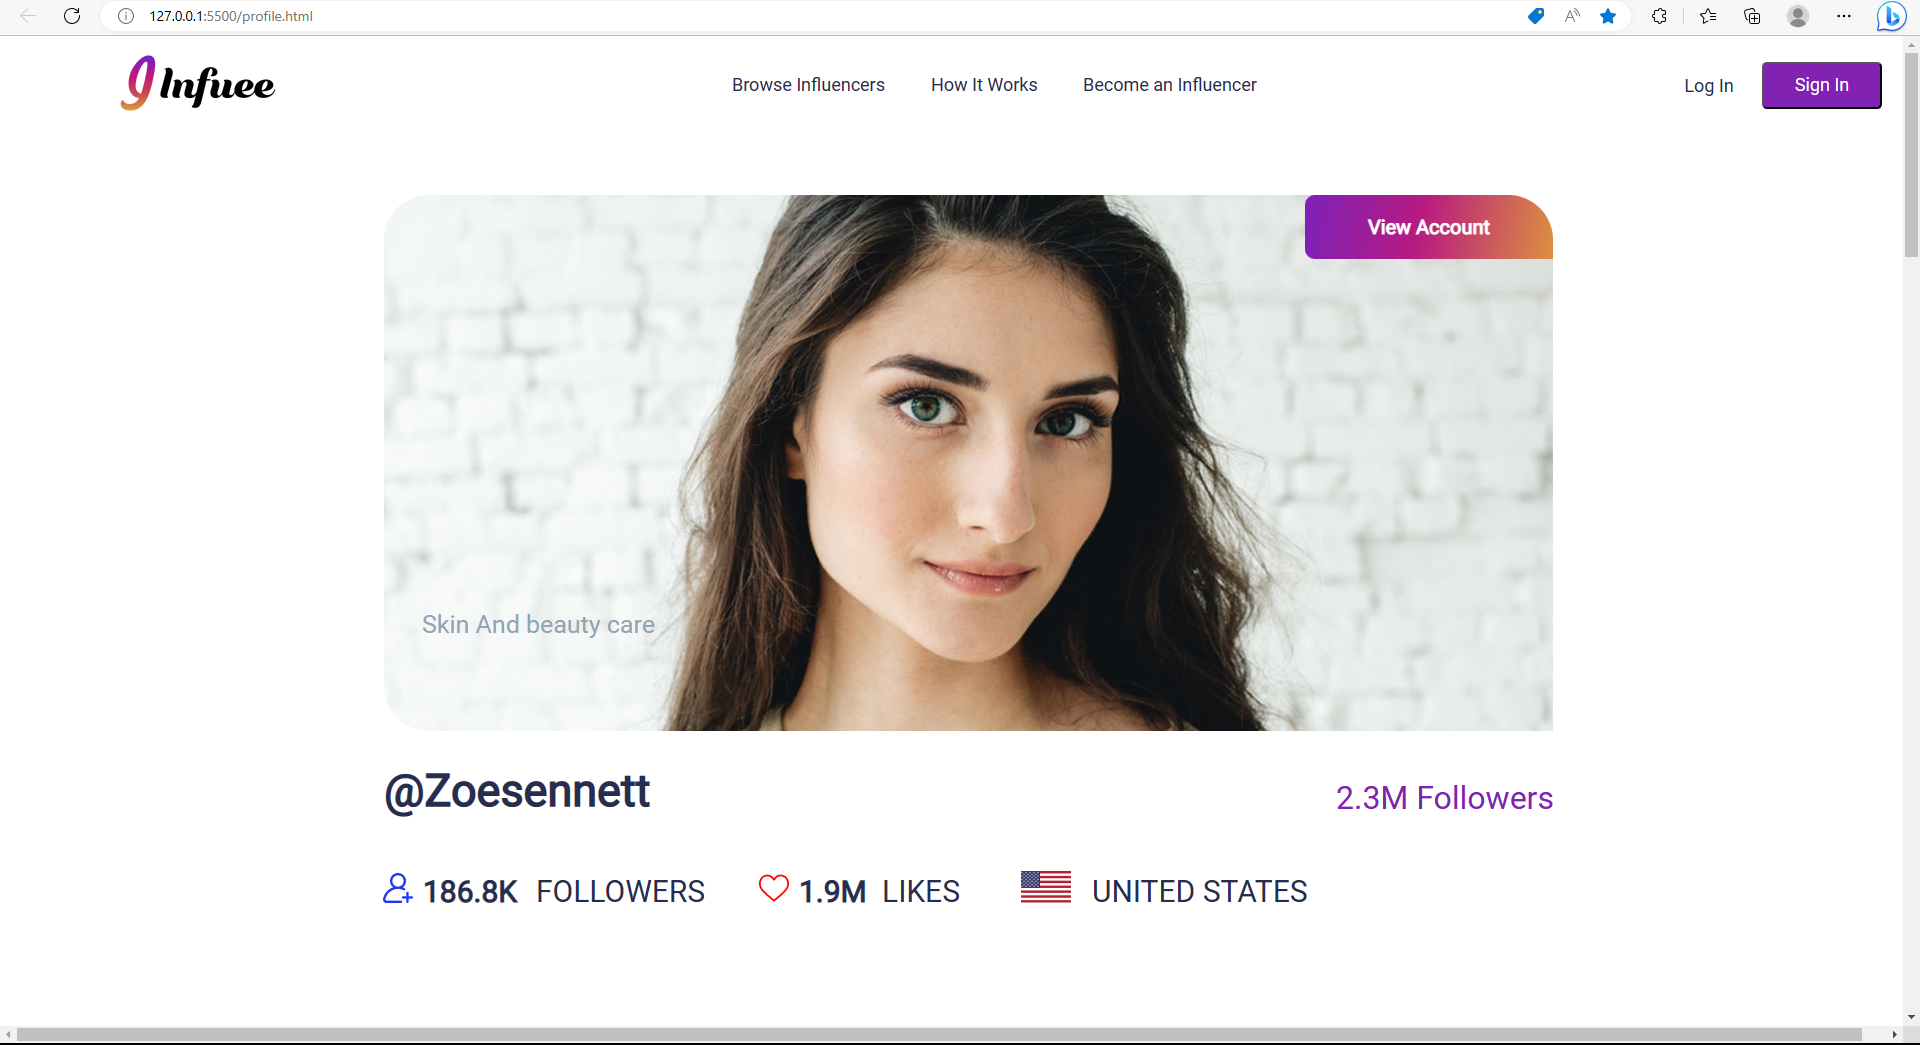 127.0.0.1:5500/profile.html
Infuee
Browse Influencers
How It Works
Become an Influencer
Log In
Sign In
View Account
Skin And beauty care
@Zoesennett
2.3M Followers
186.8K FOLLOWERS
1.9M LIKES
UNITED STATES